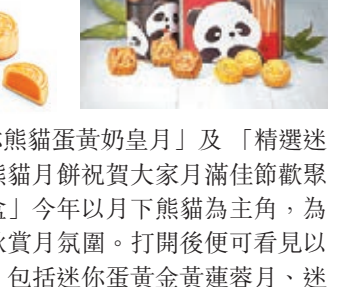 熊貓蛋黃奶皇月」及 「精選迷
熊貓月餅祝賀大家月滿佳節歡聚
」今年以月下熊貓為主角，為
賞月氛圍。打開後便可看見以
包括迷你蛋黃金黃蓮蓉月、迷